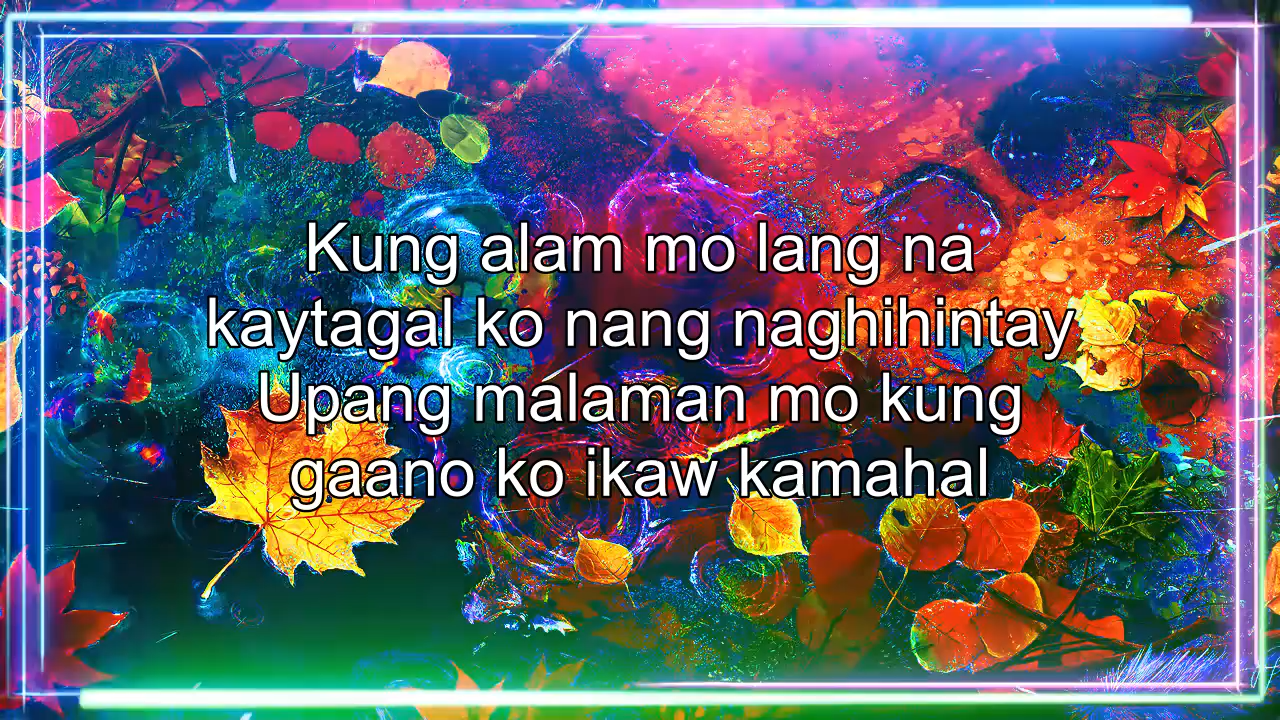 Kung alam mo lang na
kaytagal ko nang naghihintay
Upang malaman mo kung
gaano ko ikaw kamahal